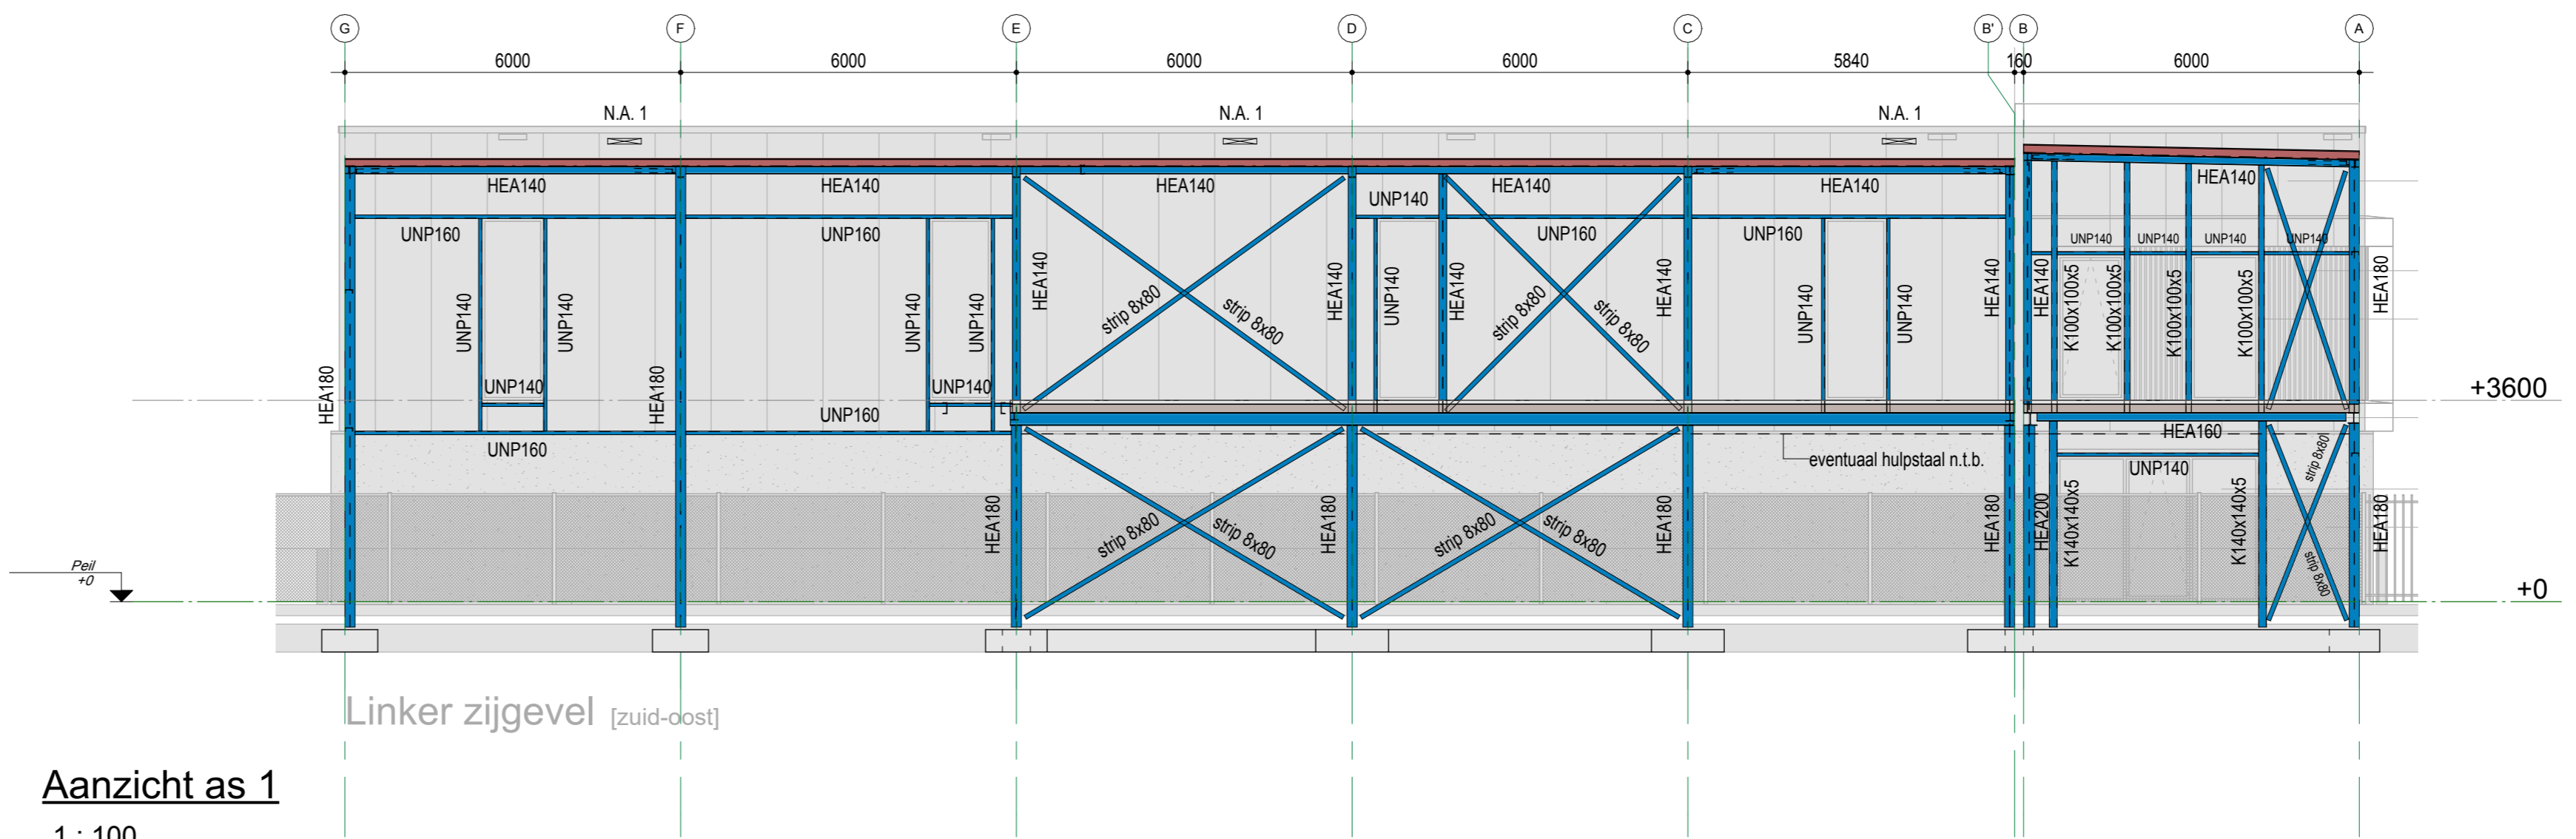 G F E D C B' B A
6000 6000 6000 6000 5840 160 6000
N.A. 1 N.A. 1 N.A. 1
HEA140 HEA140 HEA140 HEA140 HEA140 HEA140
UNP140
UNP160 UNP160 UNP160 UNP160
UNP140 UNP140 UNP140 UNP140
HEA180 UNP140 UNP140 HEA180 UNP140 UNP140 HEA140 strip 8x80 strip 8x80 HEA140 UNP140 HEA140 strip 8x80 strip 8x80 HEA140 UNP140 UNP140 HEA140 HEA140 K100x100x5 K100x100x5 K100x100x5 K100x100x5 HEA180
UNP140 UNP140
+3600
UNP160 UNP160
HEA160
eventuaal hulpstaal n.t.b.
UNP140
HEA180 strip 8x80 strip 8x80 HEA180 strip 8x80 strip 8x80 HEA180 HEA180 HEA200 K140x140x5 K140x140x5 strip 8x80 strip 8x80 HEA180
Peil
+0
+0
Linker zijgevel [zuid-oost]
Aanzicht as 1
1 : 100